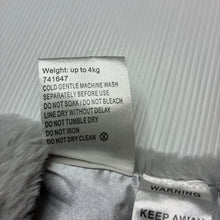 Weight: up to 4kg
741647
COLD GENTLE MACHINE WASH
SEPARATELY BEFORE USE
DO NOT SOAK / DO NOT BLEACH
LINE DRY WITHOUT DELAY
DO NOT TUMBLE DRY
DO NOT IRON
DO NOT DRY CLEAN
WARNING
KEEP AWAY